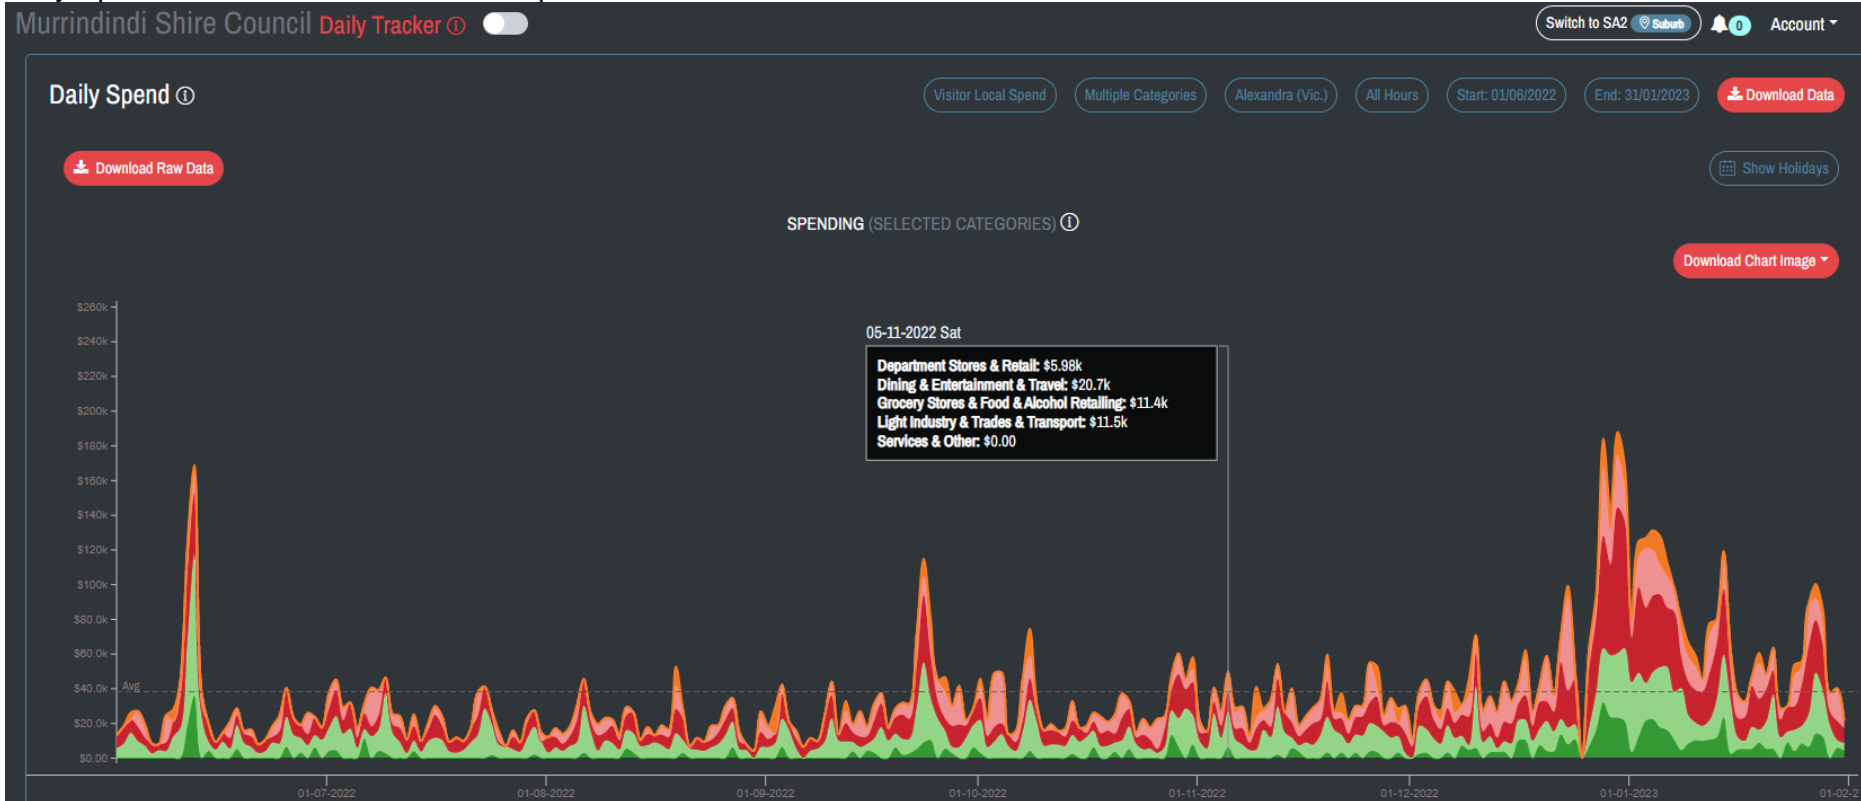 Murrindindi Shire Council Daily Tracker
Switch to SA2 Suburb
0
Account
Daily Spend
Visitor Local Spend
Multiple Categories
Alexandra (Vic.)
All Hours
Start: 01/06/2022
End: 31/01/2023
Download Data
Download Raw Data
Show Holidays
SPENDING (SELECTED CATEGORIES)
Download Chart Image
$260k
$240k
$220k
$200k
$180k
$160k
$140k
$120k
$100k
$80.0k
$60.0k
$40.0k
$20.0k
$0.00
Avg
05-11-2022 Sat
Department Stores & Retail: $5.98k
Dining & Entertainment & Travel: $20.7k
Grocery Stores & Food & Alcohol Retailing: $11.4k
Light Industry & Trades & Transport: $11.5k
Services & Other: $0.00
01-07-2022
01-08-2022
01-09-2022
01-10-2022
01-11-2022
01-12-2022
01-01-2023
01-02-2